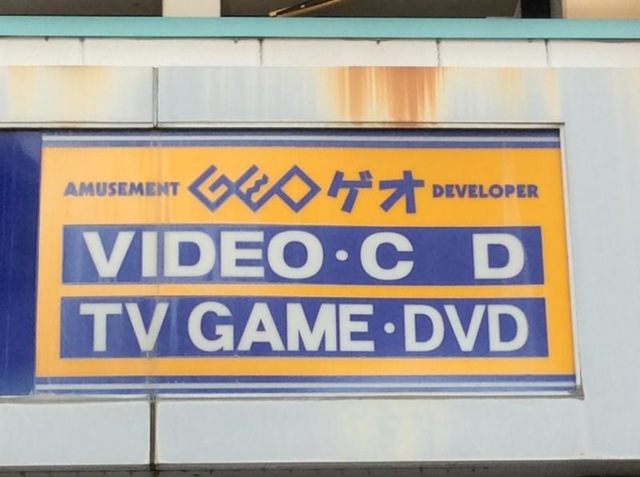 AMUSEMENT GEO ゲオ DEVELOPER
VIDEO・C D
TV GAME・DVD